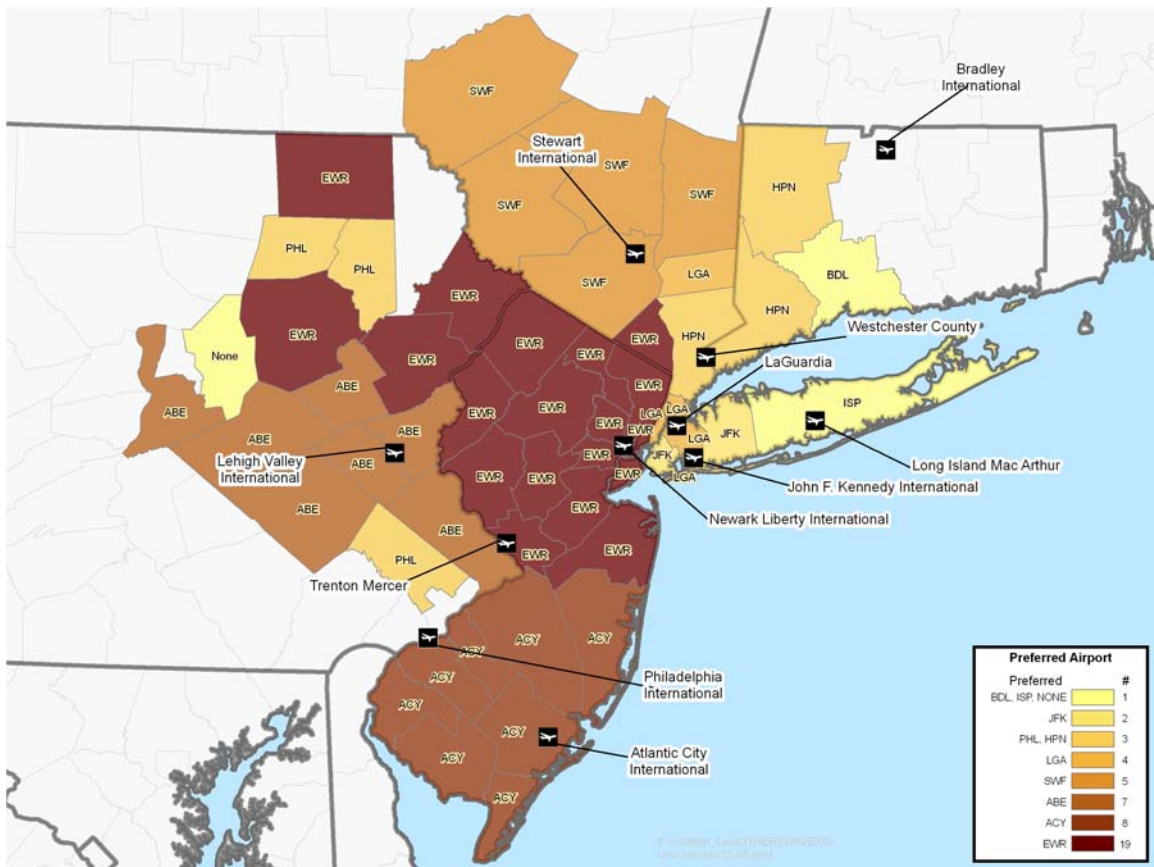 Bradley
International
SWF
Stewart
International
SWF
EWR
HPN
SWF
SWF
PHL
PHL
LGA
BDL
SWF
EWR
HPN
Westchester County
EWR
EWR
HPN
None
EWR
EWR
EWR
LaGuardia
ABE
EWR
ISP
ABE
ABE
EWR
EWR
LGA
LGA
JFK
ABE
EWR
EWR
LGA
Lehigh Valley
International
ABE
EWR
JFK
Long Island Mac Arthur
EWR
EWR
EWR
LGA
John F. Kennedy International
ABE
Newark Liberty International
ABE
EWR
EWR
PHL
Trenton Mercer
ACY
ACY
ACY
Philadelphia
International
ACY
ACY
ACY
ACY
Atlantic City
International
ACY
Preferred Airport
Preferred #
BDL, ISP, NONE 1
JFK 2
PHL, HPN 3
LGA 4
SWF 5
ABE 7
ACY 8
EWR 19